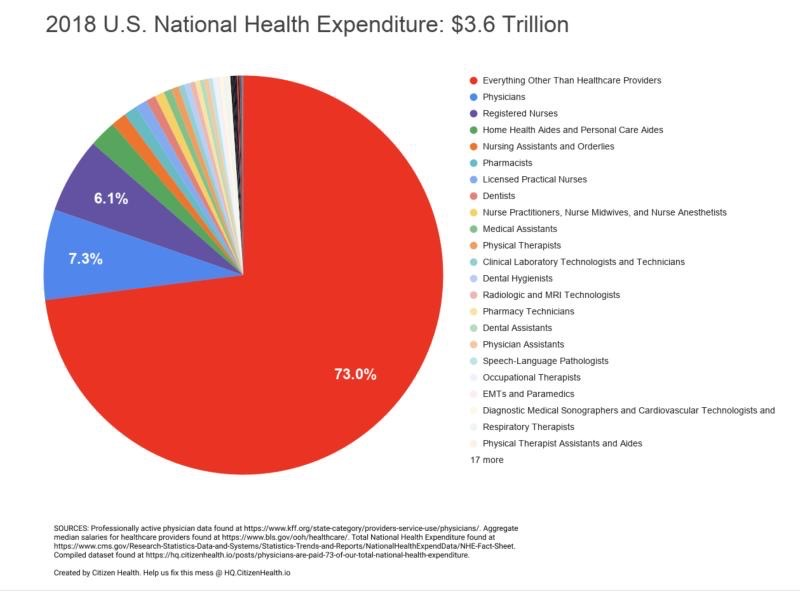 2018 U.S. National Health Expenditure: $3.6 Trillion
Everything Other Than Healthcare Providers
Physicians
Registered Nurses
Home Health Aides and Personal Care Aides
Nursing Assistants and Orderlies
Pharmacists
Licensed Practical Nurses
Dentists
Nurse Practitioners, Nurse Midwives, and Nurse Anesthetists
Medical Assistants
Physical Therapists
Clinical Laboratory Technologists and Technicians
Dental Hygienists
Radiologic and MRI Technologists
Pharmacy Technicians
Dental Assistants
Physician Assistants
Speech-Language Pathologists
Occupational Therapists
EMTs and Paramedics
Diagnostic Medical Sonographers and Cardiovascular Technologists and
Respiratory Therapists
Physical Therapist Assistants and Aides
17 more
6.1%
7.3%
73.0%
SOURCES: Professionally active physician data found at https://www.kff.org/state-category/providers-service-use/physicians/. Aggregate
median salaries for healthcare providers found at https://www.bls.gov/ooh/healthcare/. Total National Health Expenditure found at
https://www.cms.gov/Research-Statistics-Data-and-Systems/Statistics-Trends-and-Reports/NationalHealthExpendData/NHE-Fact-Sheet.
Compiled dataset found at https://hq.citizenhealth.io/posts/physicians-are-paid-73-of-our-total-national-health-expenditure.
Created by Citizen Health. Help us fix this mess @ HQ.CitizenHealth.io